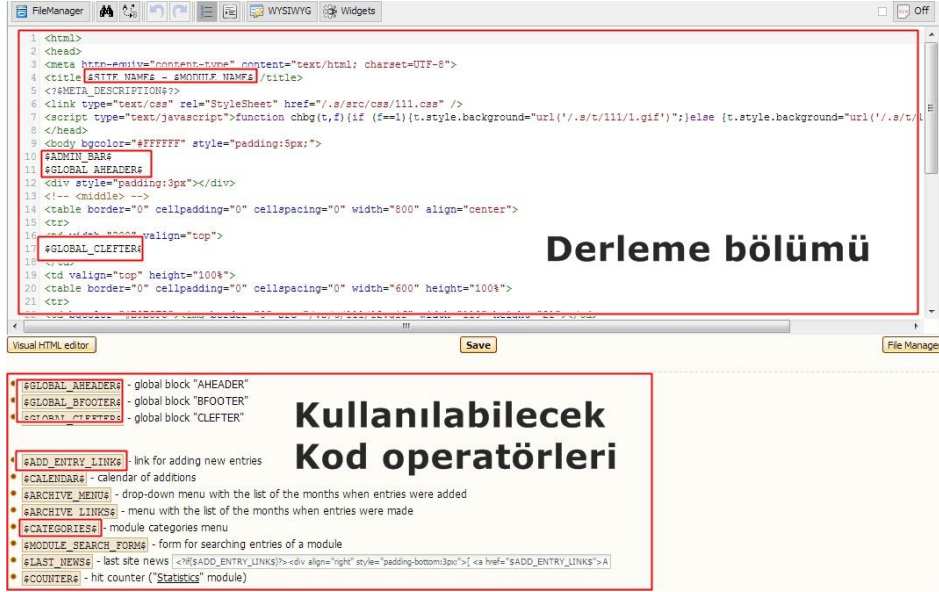 FileManager WYSIWYG Widgets Off
1 <html>
2 <head>
3 <meta http-equiv="content-type" content="text/html; charset=UTF-8">
4 <title>$SITE_NAME$ - $MODULE_NAME$</title>
5 <?$META_DESCRIPTION$?>
6 <link type="text/css" rel="StyleSheet" href="/.s/src/css/111.css" />
7 <script type="text/javascript">function chbg(t,f){if (f==1){t.style.background="url('/.s/t/111/1.gif')";}else {t.style.background="url('/.s/t/1
8 </head>
9 <body bgcolor="#FFFFFF" style="padding:5px;">
10 $ADMIN_BAR$
11 $GLOBAL_AHEADER$
12 <div style="padding:3px"></div>
13 <!-- <middle> -->
14 <table border="0" cellpadding="0" cellspacing="0" width="800" align="center">
15 <tr>
16 <td width="200" valign="top">
17 $GLOBAL_CLEFTER$
Derleme bölümü
18 </td>
19 <td valign="top" height="100%">
20 <table border="0" cellpadding="0" cellspacing="0" width="600" height="100%">
21 <tr>
Visual HTML editor Save File Manage
$GLOBAL_AHEADER$ - global block "AHEADER"
$GLOBAL_BFOOTER$ - global block "BFOOTER"
$GLOBAL_CLEFTER$ - global block "CLEFTER"
Kullanılabilecek
Kod operatörleri
$ADD_ENTRY_LINK$ - link for adding new entries
$CALENDAR$ - calendar of additions
$ARCHIVE_MENU$ - drop-down menu with the list of the months when entries were added
$ARCHIVE_LINKS$ - menu with the list of the months when entries were made
$CATEGORIES$ - module categories menu
$MODULE_SEARCH_FORM$ - form for searching entries of a module
$LAST_NEWS$ - last site news <?if($ADD_ENTRY_LINK$)?><div align="right" style="padding-bottom:3px;">[ <a href="$ADD_ENTRY_LINK$">A
$COUNTER$ - hit counter ("Statistics" module)